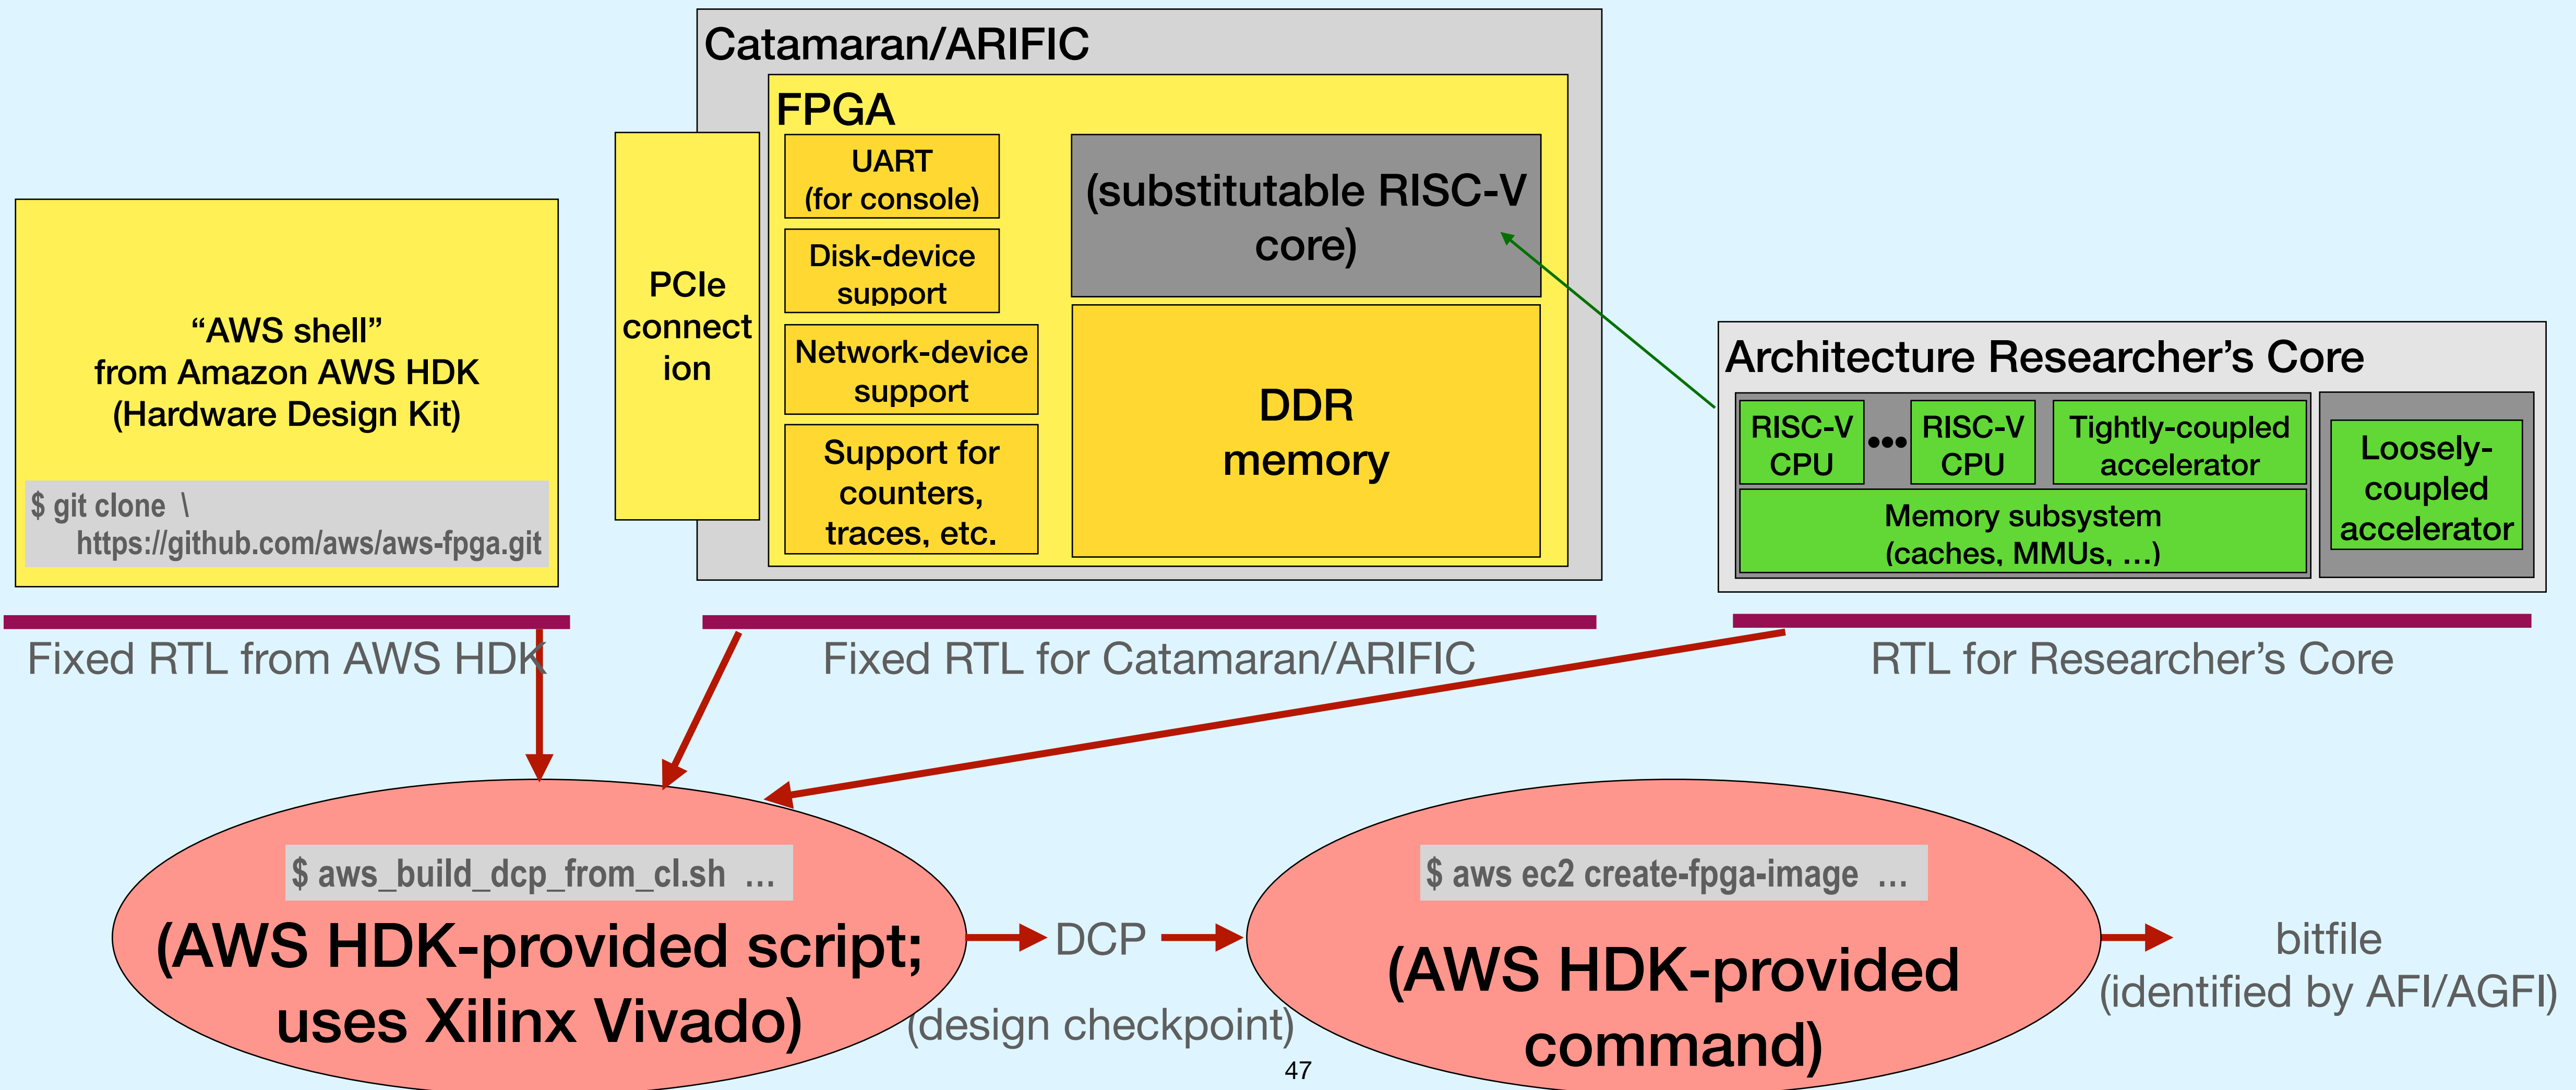 Catamaran/ARIFIC
FPGA
UART
(for console)
Disk-device
support
Network-device
support
Support for
counters,
traces, etc.
(substitutable RISC-V
core)
DDR
memory
PCIe
connect
ion
“AWS shell”
from Amazon AWS HDK
(Hardware Design Kit)
$ git clone \
https://github.com/aws/aws-fpga.git
Architecture Researcher’s Core
RISC-V
CPU
•••
RISC-V
CPU
Tightly-coupled
accelerator
Memory subsystem
(caches, MMUs, …)
Loosely-
coupled
accelerator
Fixed RTL from AWS HDK
Fixed RTL for Catamaran/ARIFIC
RTL for Researcher’s Core
$ aws_build_dcp_from_cl.sh …
(AWS HDK-provided script;
uses Xilinx Vivado)
DCP
(design checkpoint)
$ aws ec2 create-fpga-image …
(AWS HDK-provided
command)
bitfile
(identified by AFI/AGFI)
47